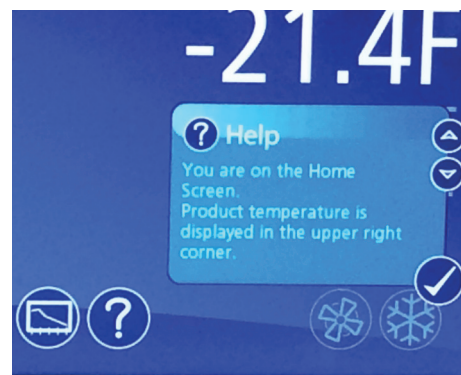 -21.4F
? Help
You are on the Home
Screen.
Product temperature is
displayed in the upper right
corner.
?